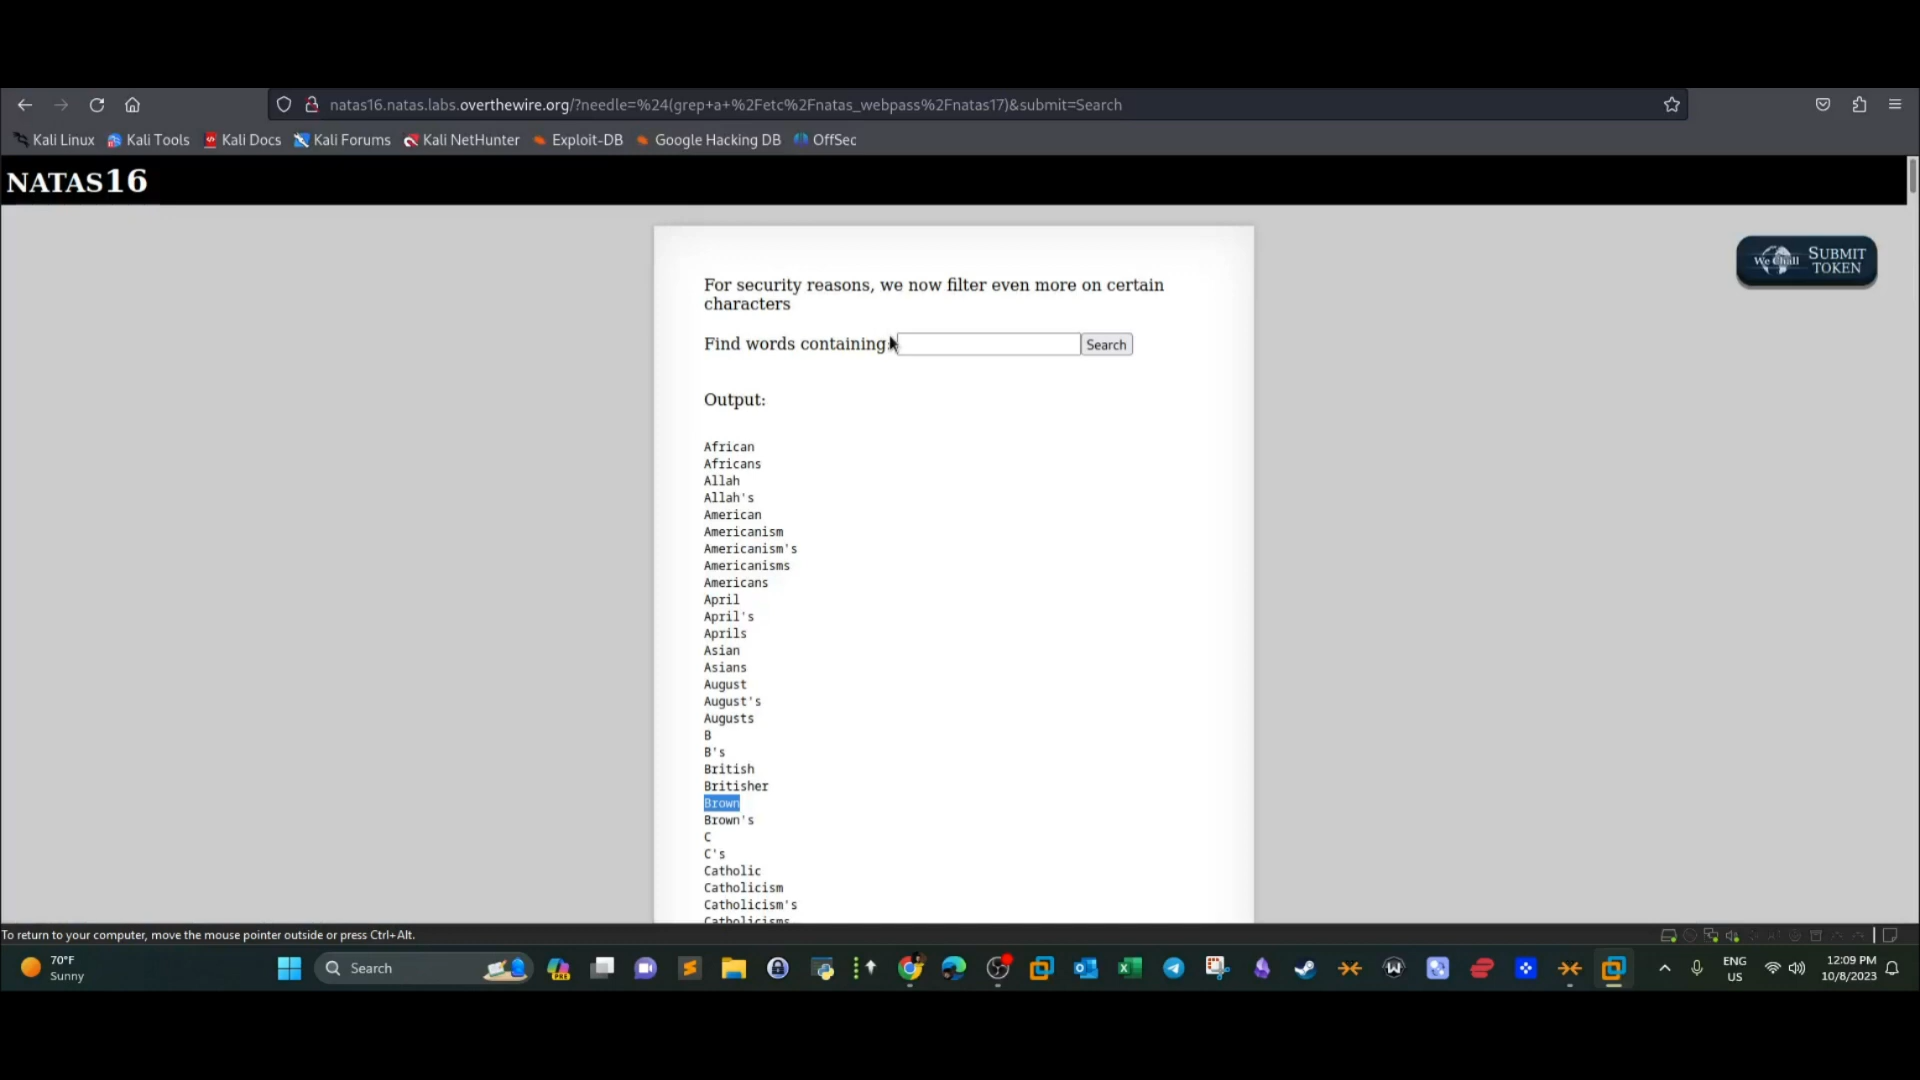 natas16.natas.labs.overthewire.org/?needle=%24(grep+a+%2Fetc%2Fnatas_webpass%2Fnatas17)&submit=Search
Kali Linux Kali Tools Kali Docs Kali Forums Kali NetHunter Exploit-DB Google Hacking DB OffSec
NATAS16
We Chall SUBMIT TOKEN
For security reasons, we now filter even more on certain
characters
Find words containing: Search
Output:
African
Africans
Allah
Allah's
American
Americanism
Americanism's
Americanisms
Americans
April
April's
Aprils
Asian
Asians
August
August's
Augusts
B
B's
British
Britisher
Brown
Brown's
C
C's
Catholic
Catholicism
Catholicism's
Catholicisms
To return to your computer, move the mouse pointer outside or press Ctrl+Alt.
70°F
Sunny
Search
ENG
US
12:09 PM
10/8/2023